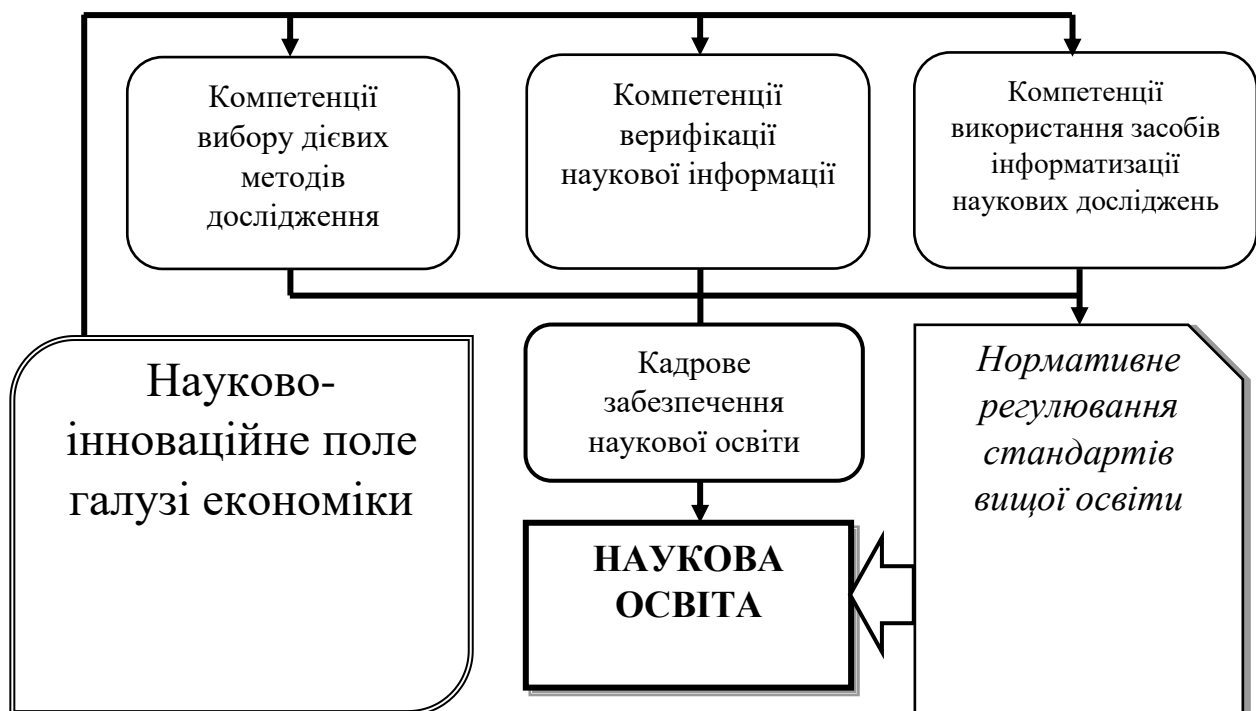 Компетенції
вибору дієвих
методів
дослідження
Компетенції
верифікації
наукової інформації
Компетенції
використання засобів
інформатизації
наукових досліджень
Науково-
інноваційне поле
галузі економіки
Кадрове
забезпечення
наукової освіти
Нормативне
регулювання
стандартів
вищої освіти
НАУКОВА
ОСВІТА